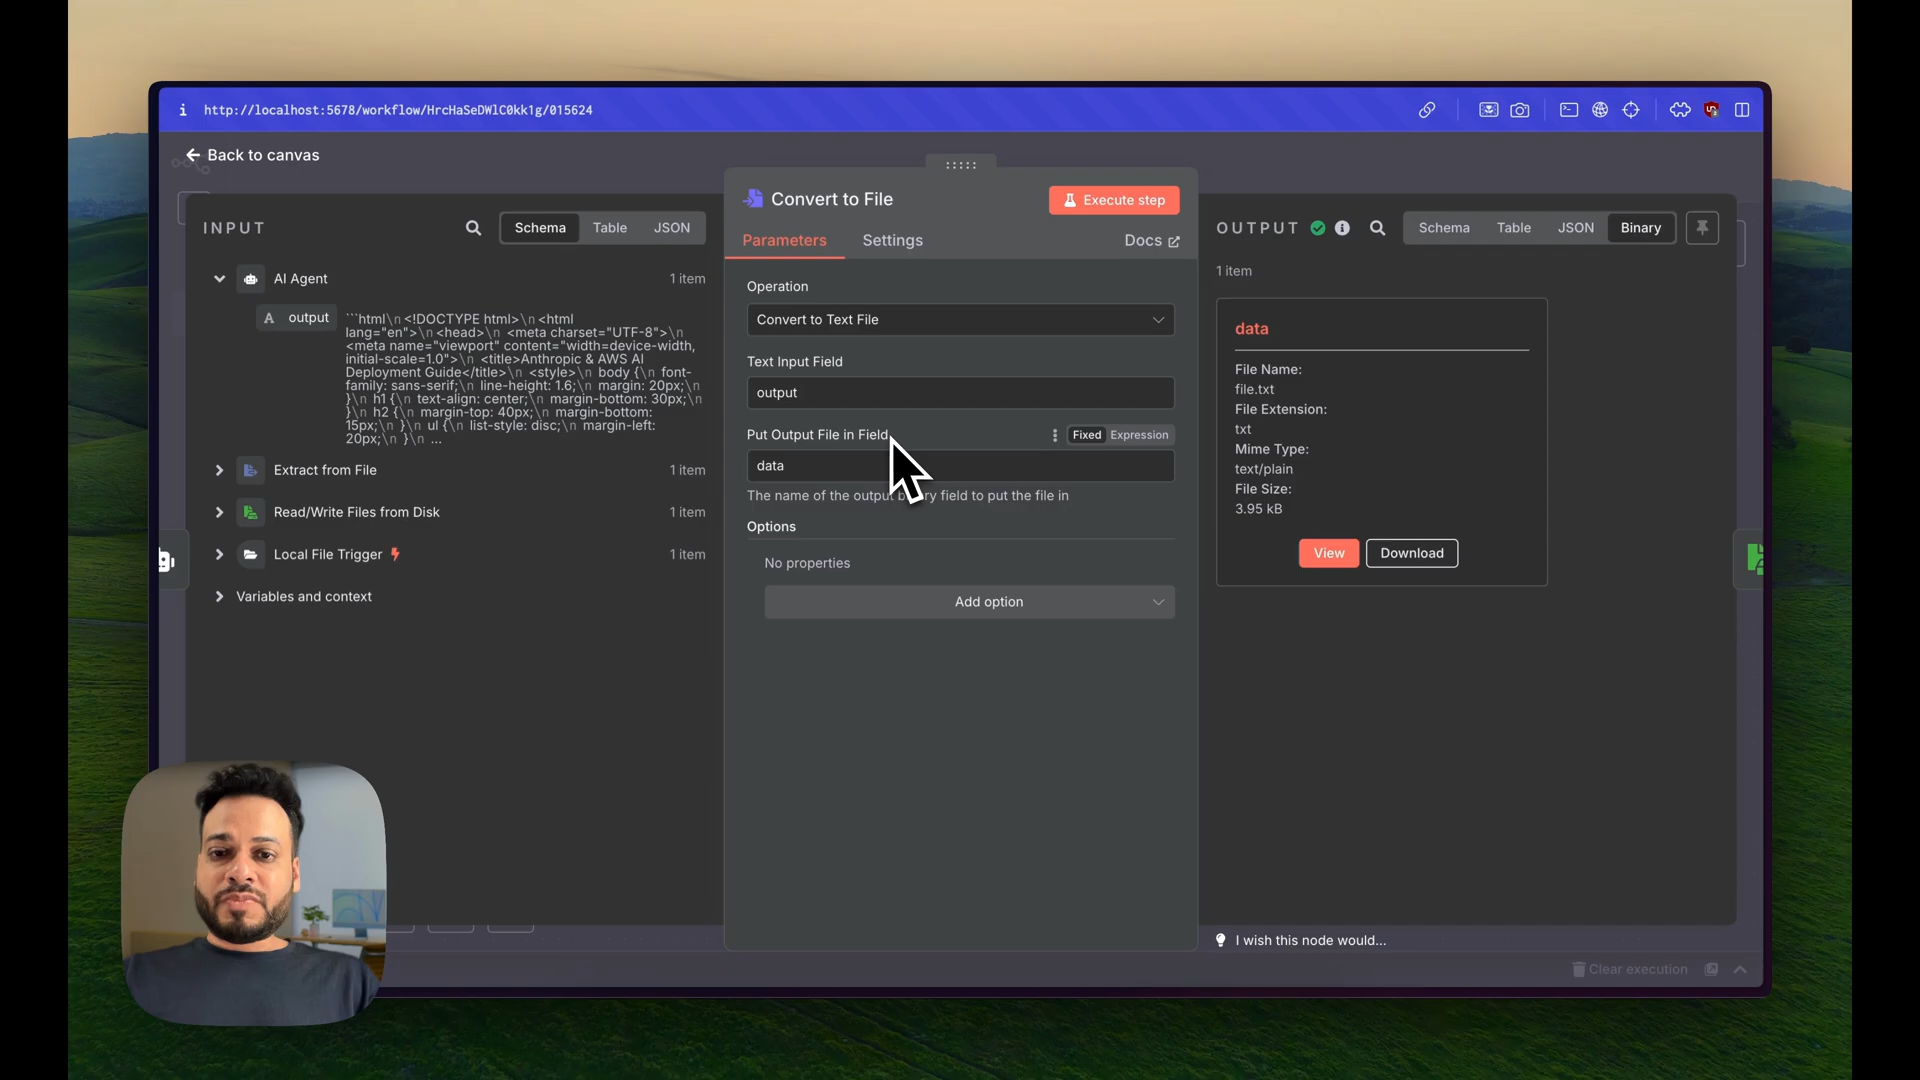 http://localhost:5678/workflow/HrcHaSeDWlC0kk1g/015624
Back to canvas
INPUT
Schema
Table
JSON
AI Agent
1 item
A output
```html\n <!DOCTYPE html>\n <html
lang="en">\n <head>\n <meta charset="UTF-8">\n
<meta name="viewport" content="width=device-width,
initial-scale=1.0">\n <title>Anthropic & AWS AI
Deployment Guide</title>\n <style>\n body {\n font-
family: sans-serif;\n line-height: 1.6;\n margin: 20px;\n
}\n h1 {\n text-align: center;\n margin-bottom: 30px;\n
}\n h2 {\n margin-top: 40px;\n margin-bottom:
15px;\n }\n ul {\n list-style: disc;\n margin-left:
20px;\n }\n ...
Extract from File
1 item
Read/Write Files from Disk
1 item
Local File Trigger
1 item
Variables and context
Convert to File
Execute step
Parameters
Settings
Docs
Operation
Convert to Text File
Text Input Field
output
Put Output File in Field
Fixed
Expression
data
The name of the output field to put the file in
Options
No properties
Add option
OUTPUT
Schema
Table
JSON
Binary
1 item
data
File Name:
file.txt
File Extension:
txt
Mime Type:
text/plain
File Size:
3.95 kB
View
Download
I wish this node would...
Clear execution